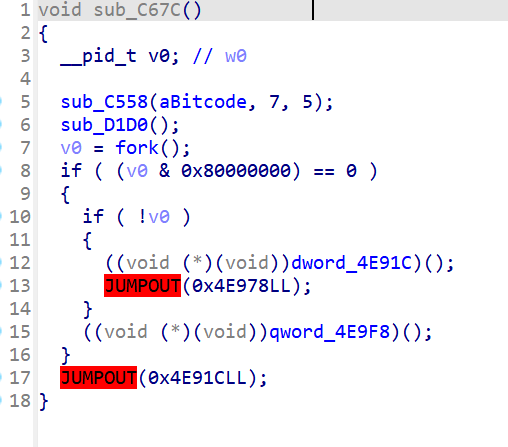 1 void sub_C67C()
2 {
3 __pid_t v0; // w0
4
5 sub_C558(aBitcode, 7, 5);
6 sub_D1D0();
7 v0 = fork();
8 if ( (v0 & 0x80000000) == 0 )
9 {
10 if ( !v0 )
11 {
12 ((void (*)(void))dword_4E91C)();
13 JUMPOUT(0x4E978LL);
14 }
15 ((void (*)(void))qword_4E9F8)();
16 }
17 JUMPOUT(0x4E91CLL);
18 }